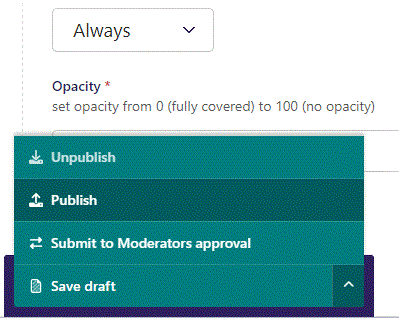 Always
Opacity *
set opacity from 0 (fully covered) to 100 (no opacity)
Unpublish
Publish
Submit to Moderators approval
Save draft